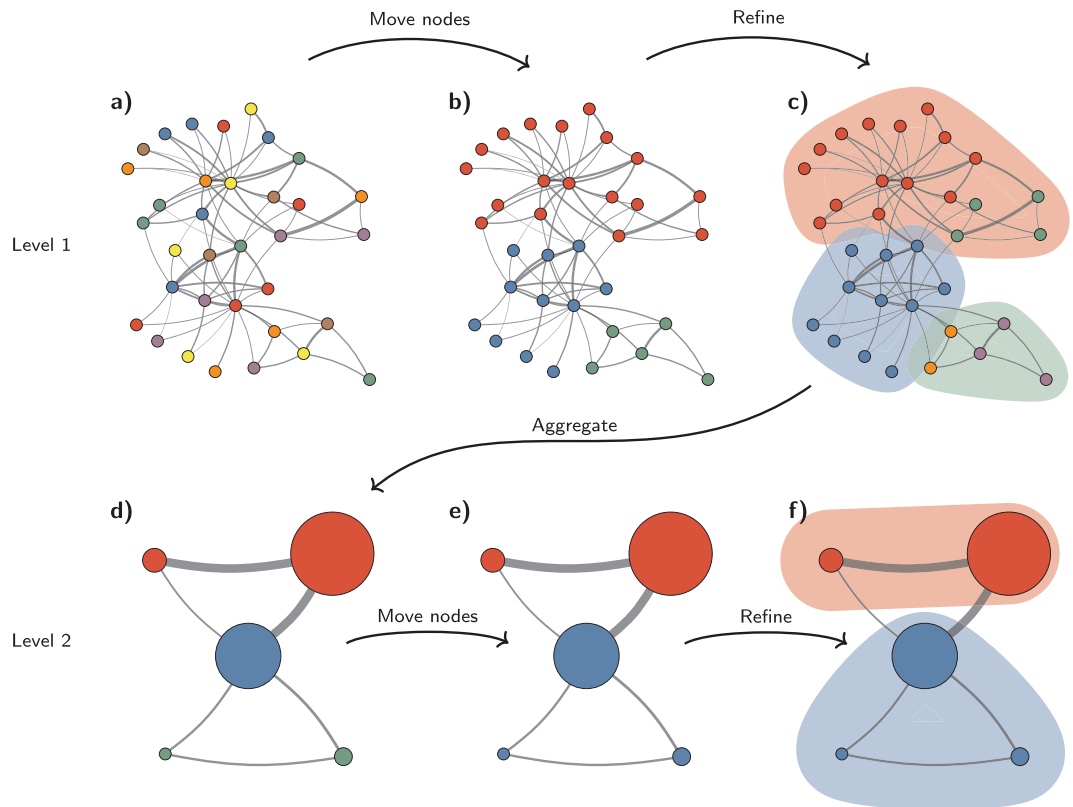 Move nodes
Refine
a)
b)
c)
Level 1
Aggregate
d)
e)
f)
Move nodes
Refine
Level 2